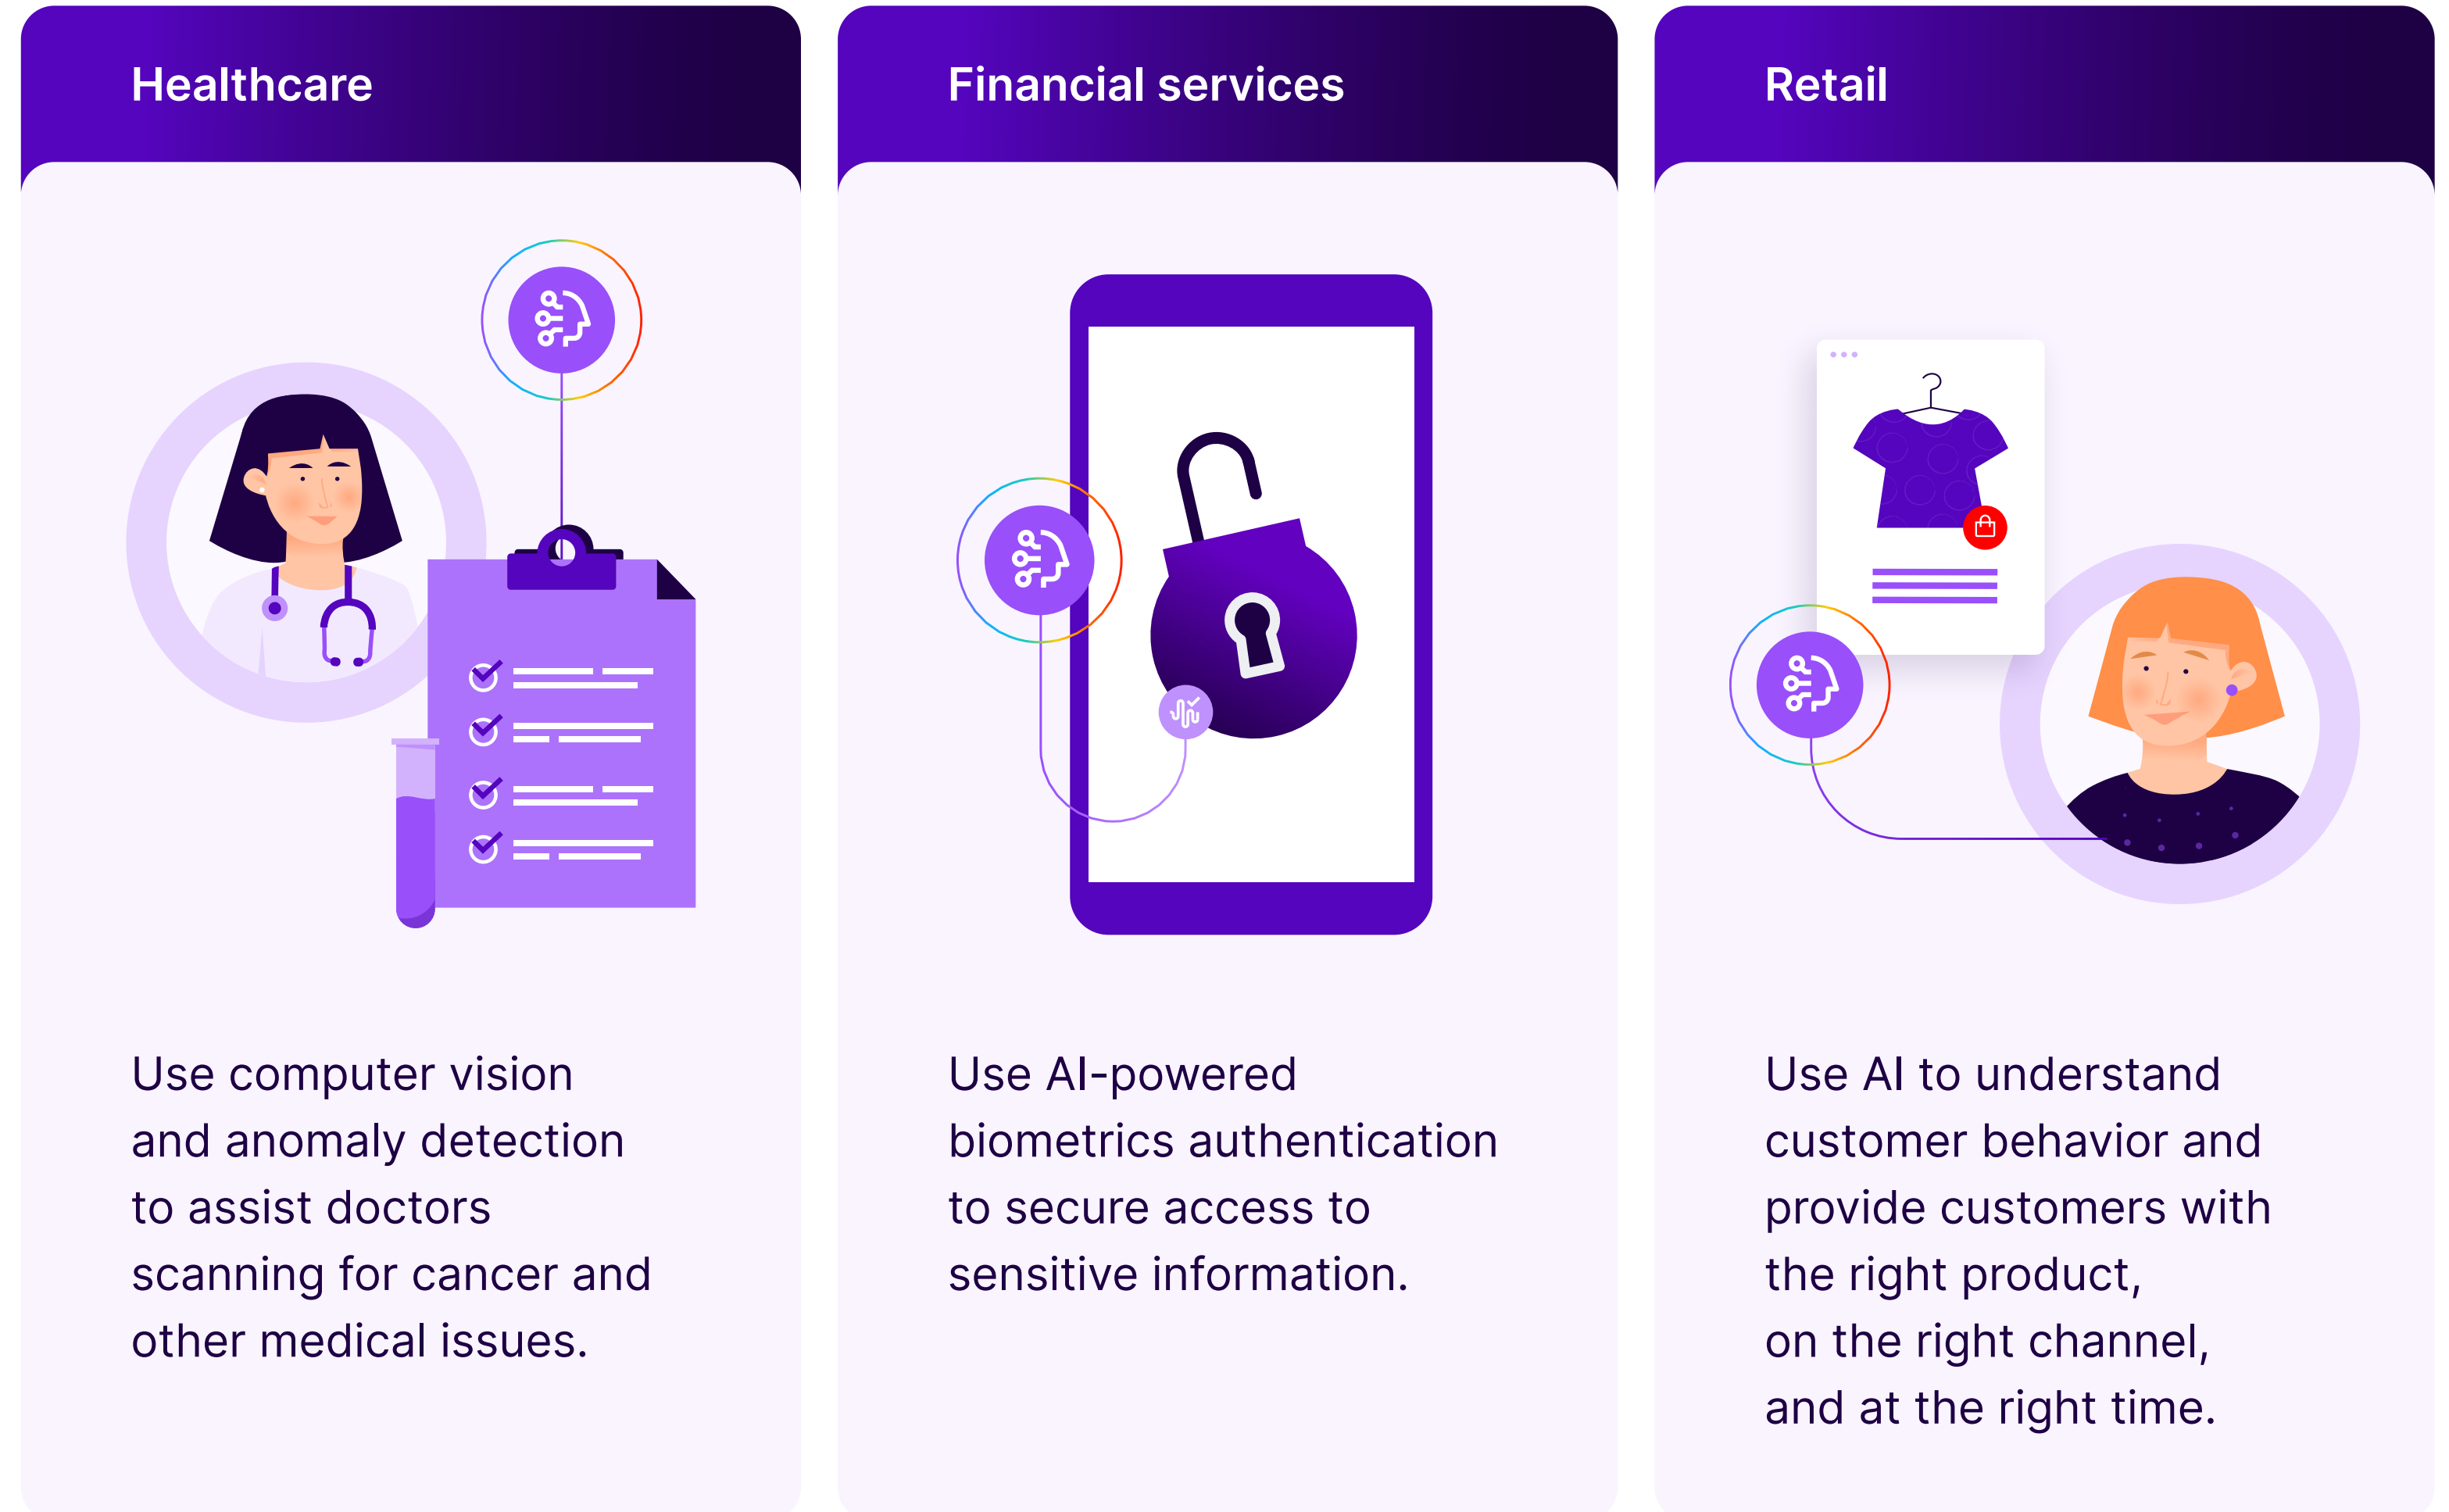 Healthcare
Use computer vision
and anomaly detection
to assist doctors
scanning for cancer and
other medical issues.
Financial services
Use AI-powered
biometrics authentication
to secure access to
sensitive information.
Retail
Use AI to understand
customer behavior and
provide customers with
the right product,
on the right channel,
and at the right time.